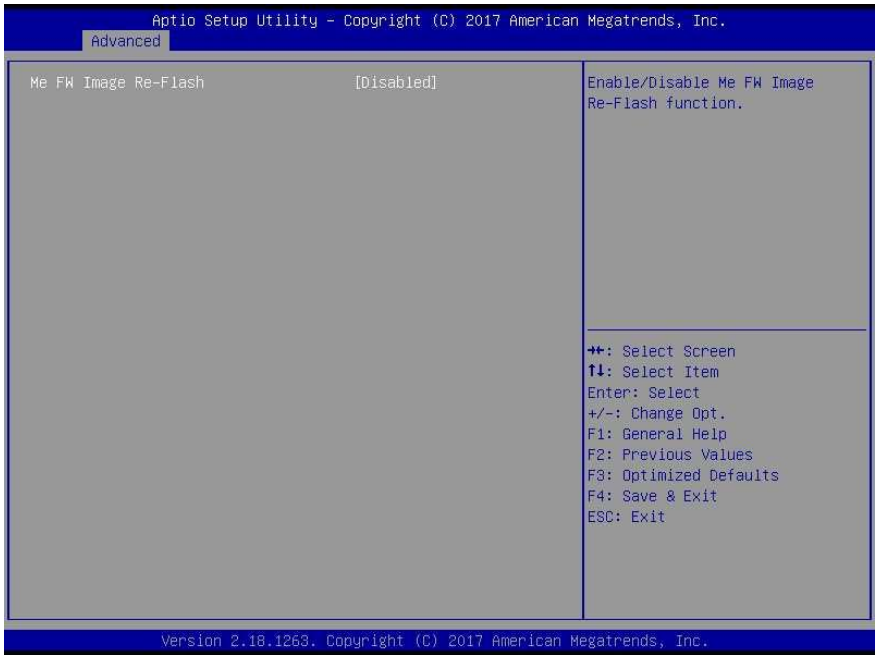 Aptio Setup Utility – Copyright (C) 2017 American Megatrends, Inc.
Advanced
Me FW Image Re-Flash [Disabled]
Enable/Disable Me FW Image
Re-Flash function.
→←: Select Screen
↑↓: Select Item
Enter: Select
+/-: Change Opt.
F1: General Help
F2: Previous Values
F3: Optimized Defaults
F4: Save & Exit
ESC: Exit
Version 2.18.1263. Copyright (C) 2017 American Megatrends, Inc.